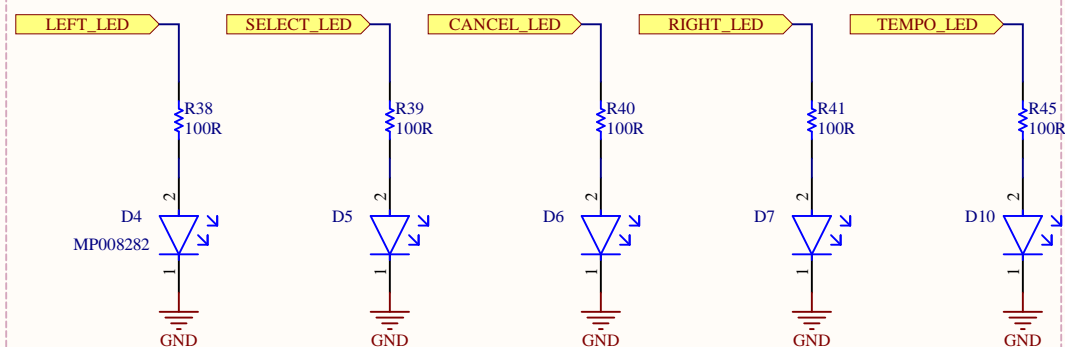 LEFT_LED SELECT_LED CANCEL_LED RIGHT_LED TEMPO_LED
R38 R39 R40 R41 R45
100R 100R 100R 100R 100R
2 2 2 2 2
D4 D5 D6 D7 D10
MP008282
1 1 1 1 1
GND GND GND GND GND